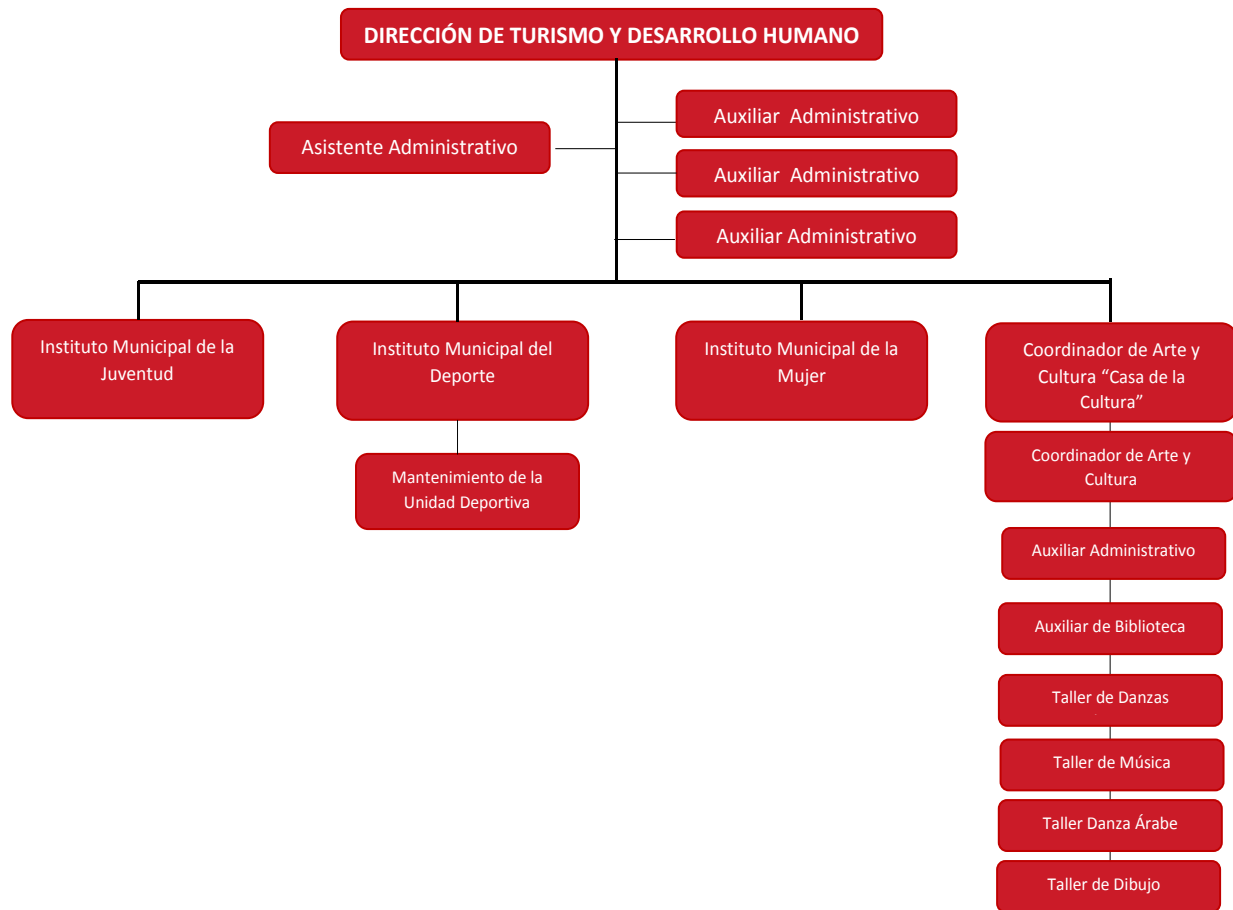 DIRECCIÓN DE TURISMO Y DESARROLLO HUMANO
Auxiliar Administrativo
Asistente Administrativo
Auxiliar Administrativo
Auxiliar Administrativo
Instituto Municipal de la
Juventud
Instituto Municipal del
Deporte
Instituto Municipal de la
Mujer
Coordinador de Arte y
Cultura “Casa de la
Cultura”
Mantenimiento de la
Unidad Deportiva
Coordinador de Arte y
Cultura
Auxiliar Administrativo
Auxiliar de Biblioteca
Taller de Danzas
Taller de Música
Taller Danza Árabe
Taller de Dibujo